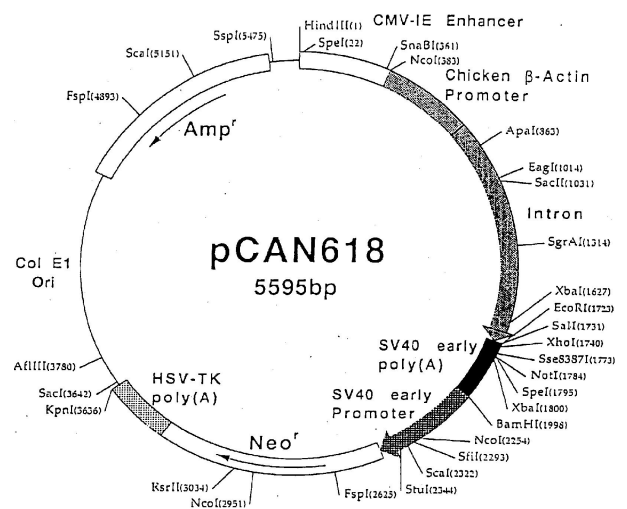 CMV-IE Enhancer
HindIII(1)
SpeI(22)
SnaBI(361)
NcoI(383)
Chicken β-Actin
Promoter
ApaI(863)
EagI(1014)
SacII(1031)
Intron
SgrAI(1314)
XbaI(1627)
EcoRI(1723)
SalI(1731)
XhoI(1740)
Sse8387I(1773)
NotI(1784)
SpeI(1795)
XbaI(1800)
BamHI(1998)
NcoI(2254)
SfiI(2293)
ScaI(2322)
StuI(2344)
FspI(2625)
NcoI(2951)
RsrII(3034)
KpnI(3636)
SacI(3642)
AflIII(3780)
Col E1
Ori
FspI(4893)
ScaI(5151)
SspI(5475)
Ampʳ
pCAN618
5595bp
SV40 early
poly(A)
SV40 early
Promoter
HSV-TK
poly(A)
Neoʳ